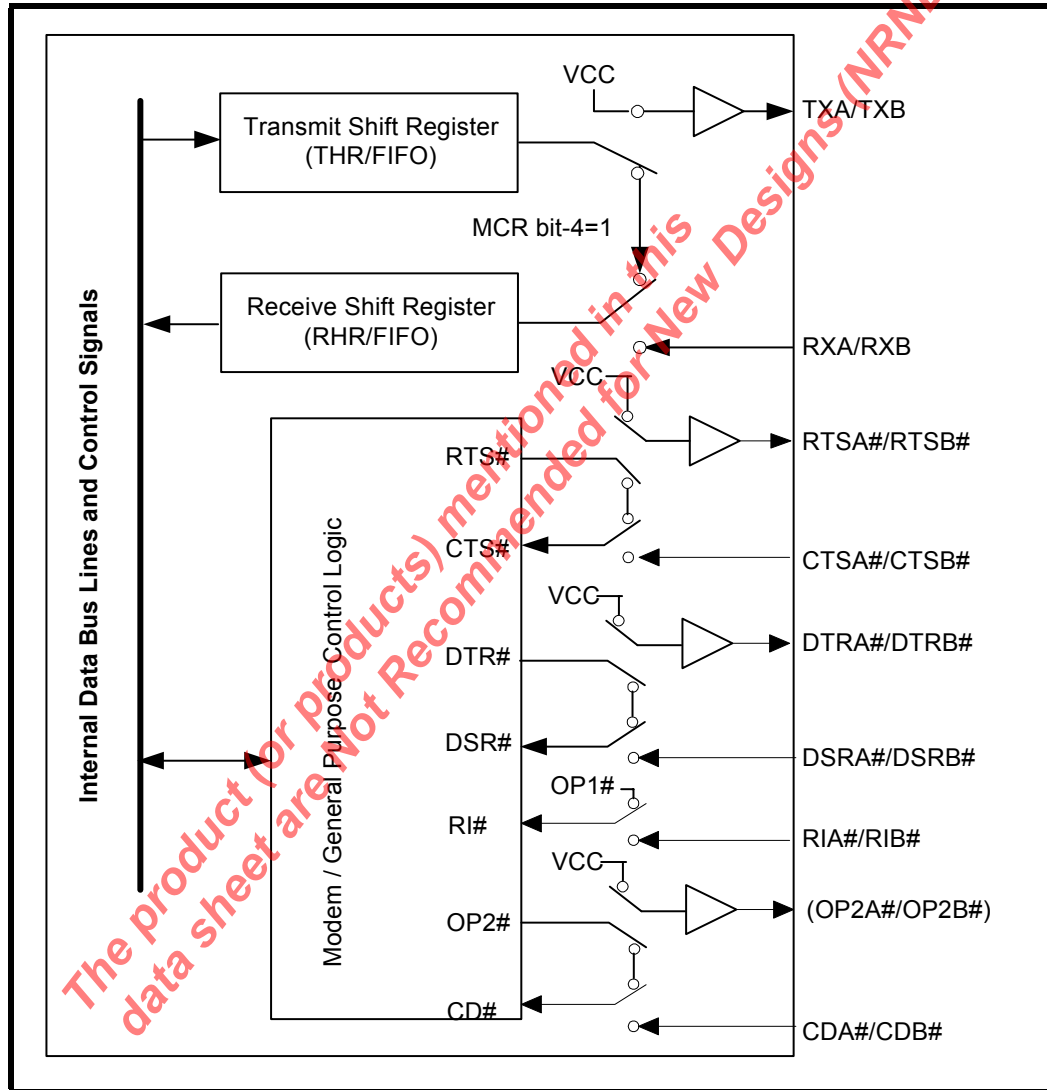 VCC
TXA/TXB
Transmit Shift Register
(THR/FIFO)
MCR bit-4=1
Receive Shift Register
(RHR/FIFO)
RXA/RXB
VCC
RTSA#/RTSB#
RTS#
CTS#
CTSA#/CTSB#
VCC
DTRA#/DTRB#
DTR#
DSR#
DSRA#/DSRB#
OP1#
RI#
RIA#/RIB#
VCC
(OP2A#/OP2B#)
OP2#
CD#
CDA#/CDB#
Internal Data Bus Lines and Control Signals
Modem / General Purpose Control Logic
The product (or products) mentioned in this
data sheet are Not Recommended for New Designs